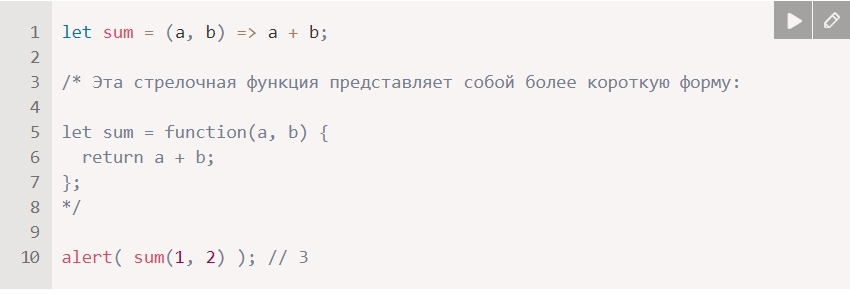 1 let sum = (a, b) => a + b;
2
3 /* Эта стрелочная функция представляет собой более короткую форму:
4
5 let sum = function(a, b) {
6   return a + b;
7 };
8 */
9
10 alert( sum(1, 2) ); // 3